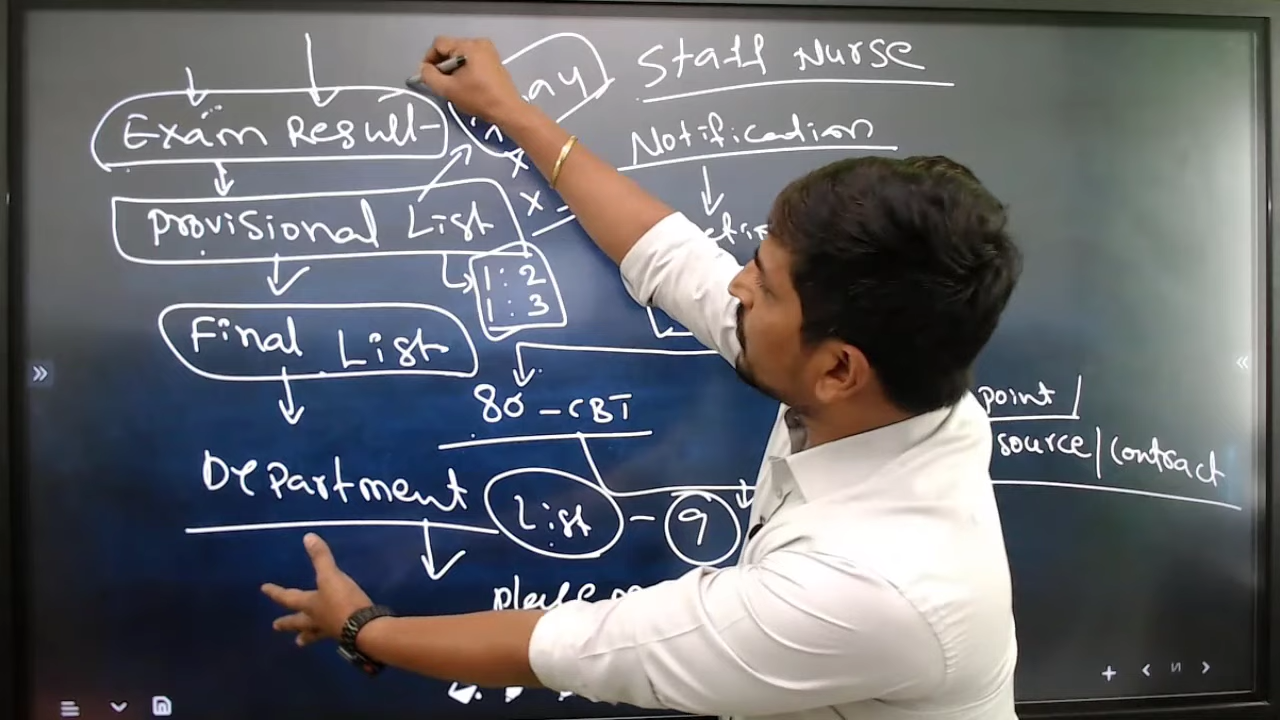 Staff Nurse
Exam Result -
Notification
Provisional List
1 : 2
1 : 3
Final List
80 - CBT
point /
source / contract
Department List - 9
please